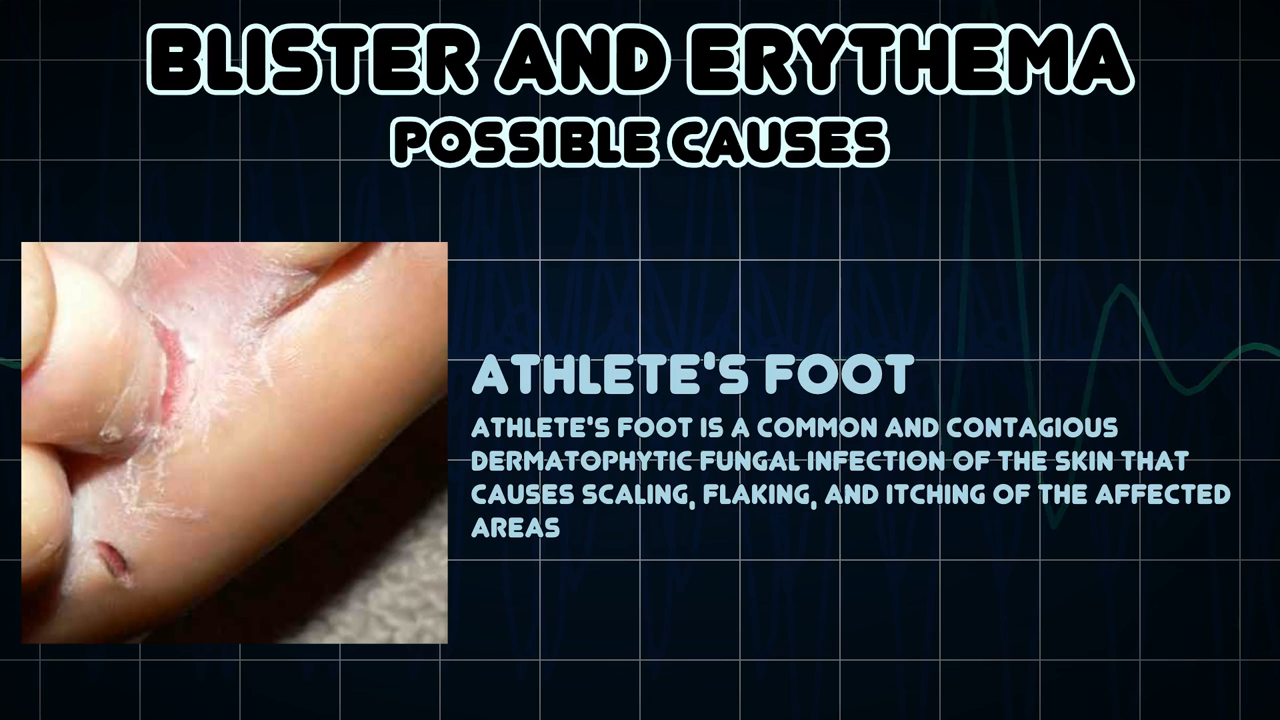 BLISTER AND ERYTHEMA
POSSIBLE CAUSES
ATHLETE'S FOOT
ATHLETE'S FOOT IS A COMMON AND CONTAGIOUS
DERMATOPHYTIC FUNGAL INFECTION OF THE SKIN THAT
CAUSES SCALING, FLAKING, AND ITCHING OF THE AFFECTED
AREAS